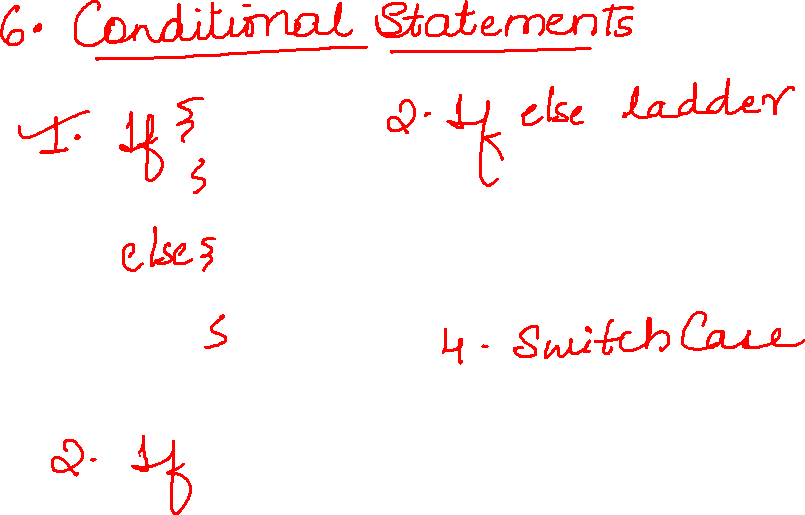 6. Conditional Statements
1. If {
}
else {
}
2. If
2. If else ladder
4. Switch Case